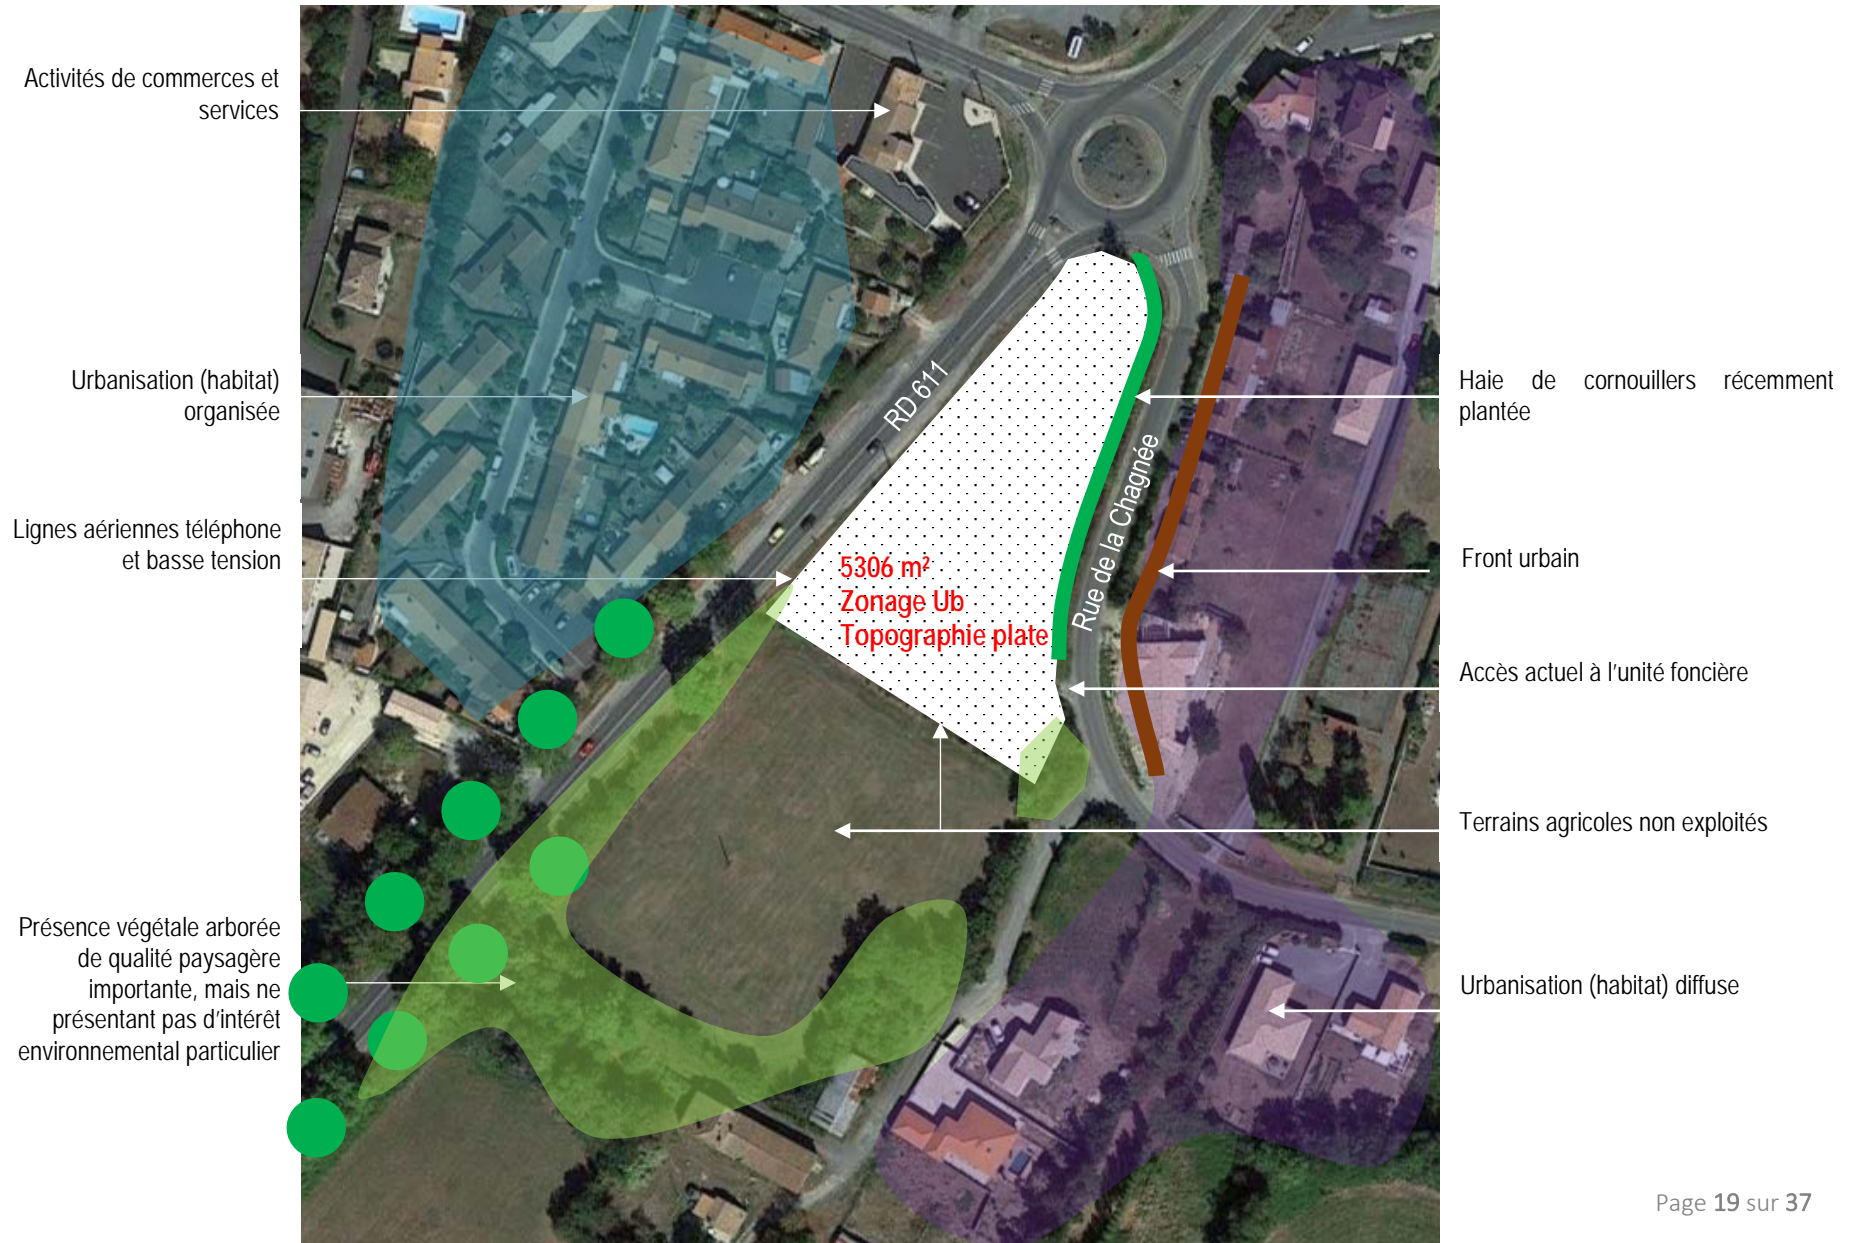 Activités de commerces et
services
Urbanisation (habitat)
organisée
Lignes aériennes téléphone
et basse tension
Présence végétale arborée
de qualité paysagère
importante, mais ne
présentant pas d'intérêt
environnemental particulier
RD 611
5306 m²
Zonage Ub
Topographie plate
Rue de la Chagnée
Haie de cornouillers récemment
plantée
Front urbain
Accès actuel à l'unité foncière
Terrains agricoles non exploités
Urbanisation (habitat) diffuse
Page 19 sur 37